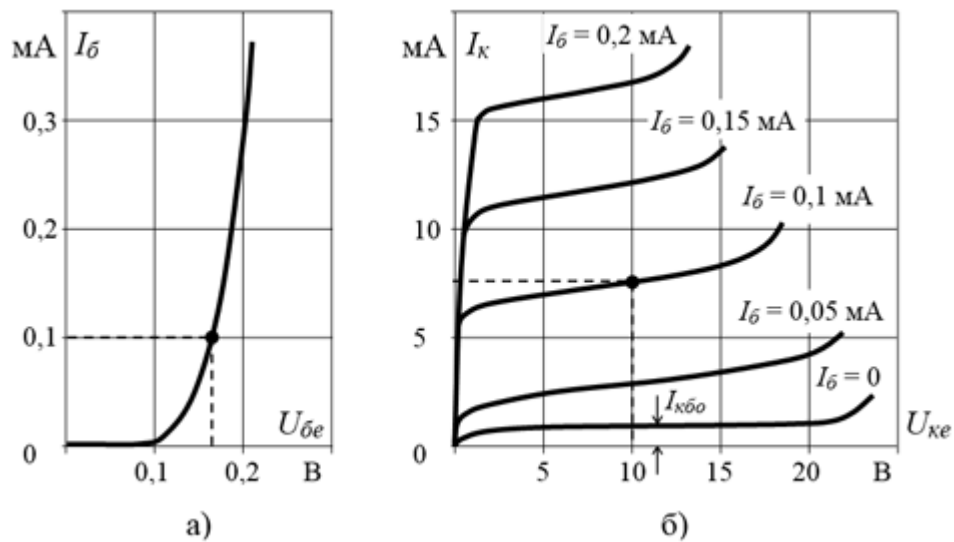 мА
Iб
0,3
0,2
0,1
0
0,1
0,2
В
Uбе
а)
мА
Iк
Iб = 0,2 мА
15
Iб = 0,15 мА
10
Iб = 0,1 мА
5
Iб = 0,05 мА
Iб = 0
Iкбо
0
5
10
15
20
В
Uке
б)